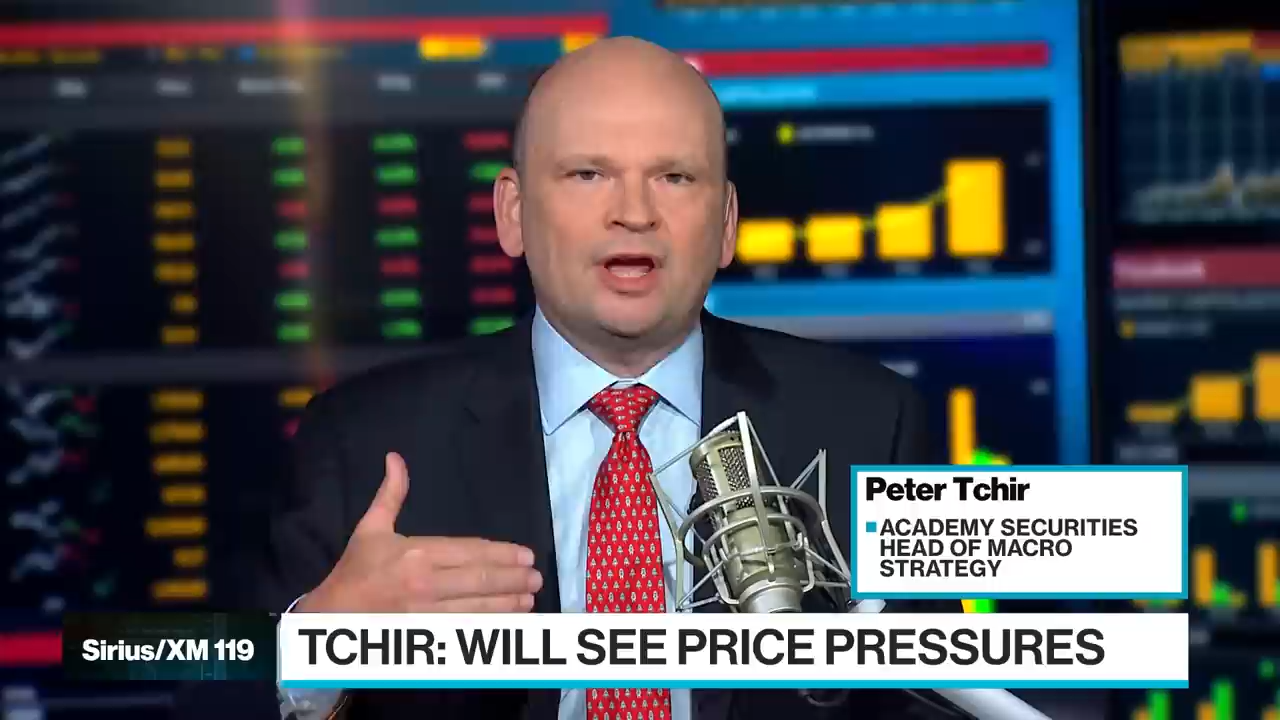 Peter Tchir
ACADEMY SECURITIES
HEAD OF MACRO
STRATEGY
Sirius/XM 119
TCHIR: WILL SEE PRICE PRESSURES